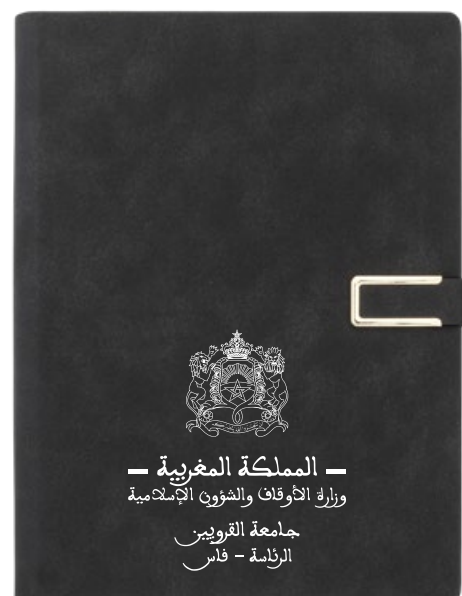 – المملكة المغربية –
وزارة الأوقاف والشؤون الإسلامية
جامعة القرويين
الرئاسة – فاس